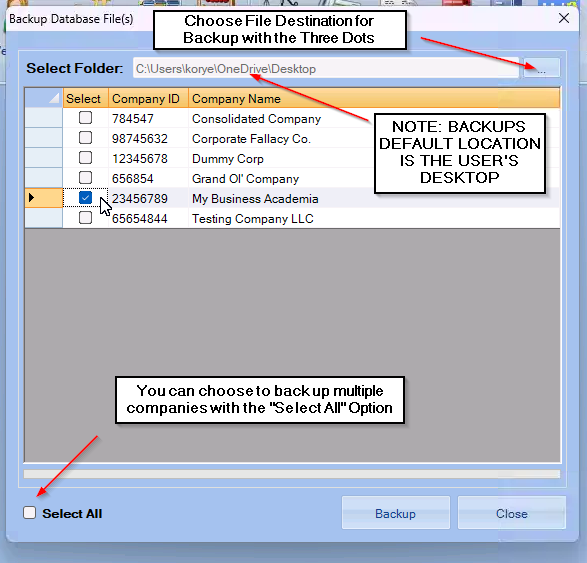 Backup Database File(s)
Choose File Destination for
Backup with the Three Dots
Select Folder: C:\Users\korye\OneDrive\Desktop ...
Select Company ID Company Name
784547 Consolidated Company
98745632 Corporate Fallacy Co.
12345678 Dummy Corp
656854 Grand Ol' Company
23456789 My Business Academia
65654844 Testing Company LLC
NOTE: BACKUPS
DEFAULT LOCATION
IS THE USER'S
DESKTOP
You can choose to back up multiple
companies with the "Select All" Option
Select All Backup Close